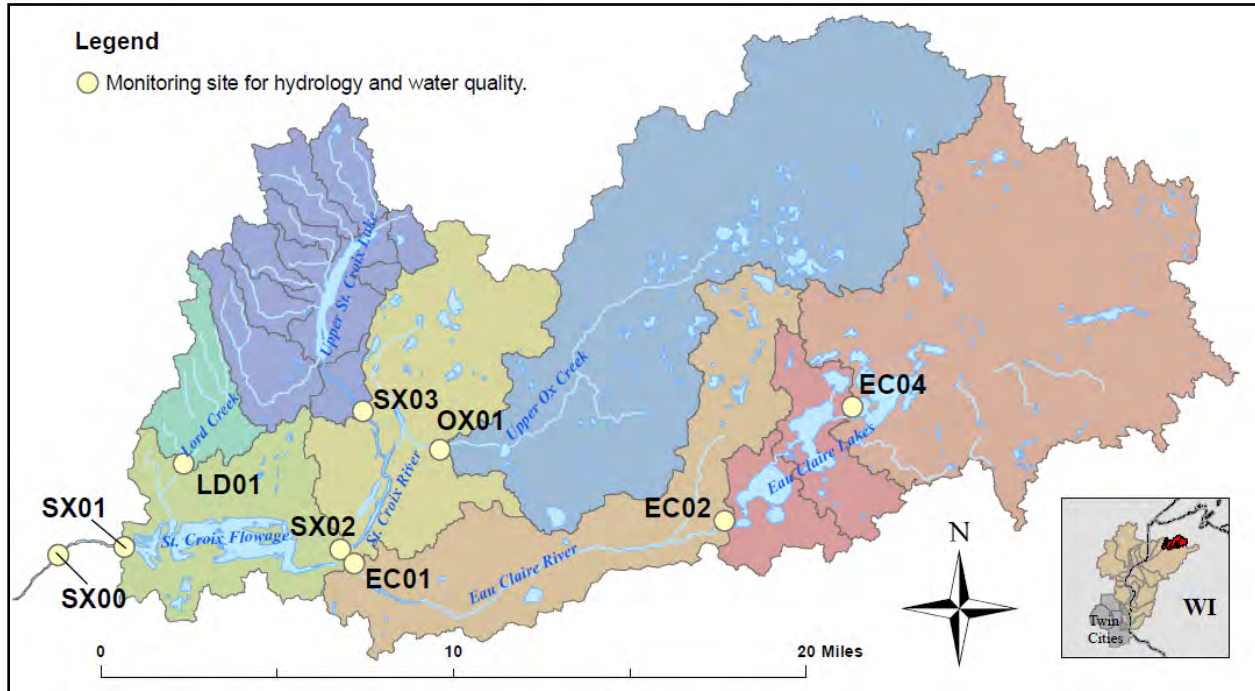 Legend
Monitoring site for hydrology and water quality.
Upper St. Croix Lake
EC04
SX03
OX01
Upper Ox Creek
Lord Creek
LD01
Eau Claire Lakes
St. Croix River
EC02
SX01
SX02
St. Croix Flowage
EC01
Eau Claire River
SX00
N
WI
Twin
Cities
0
10
20 Miles